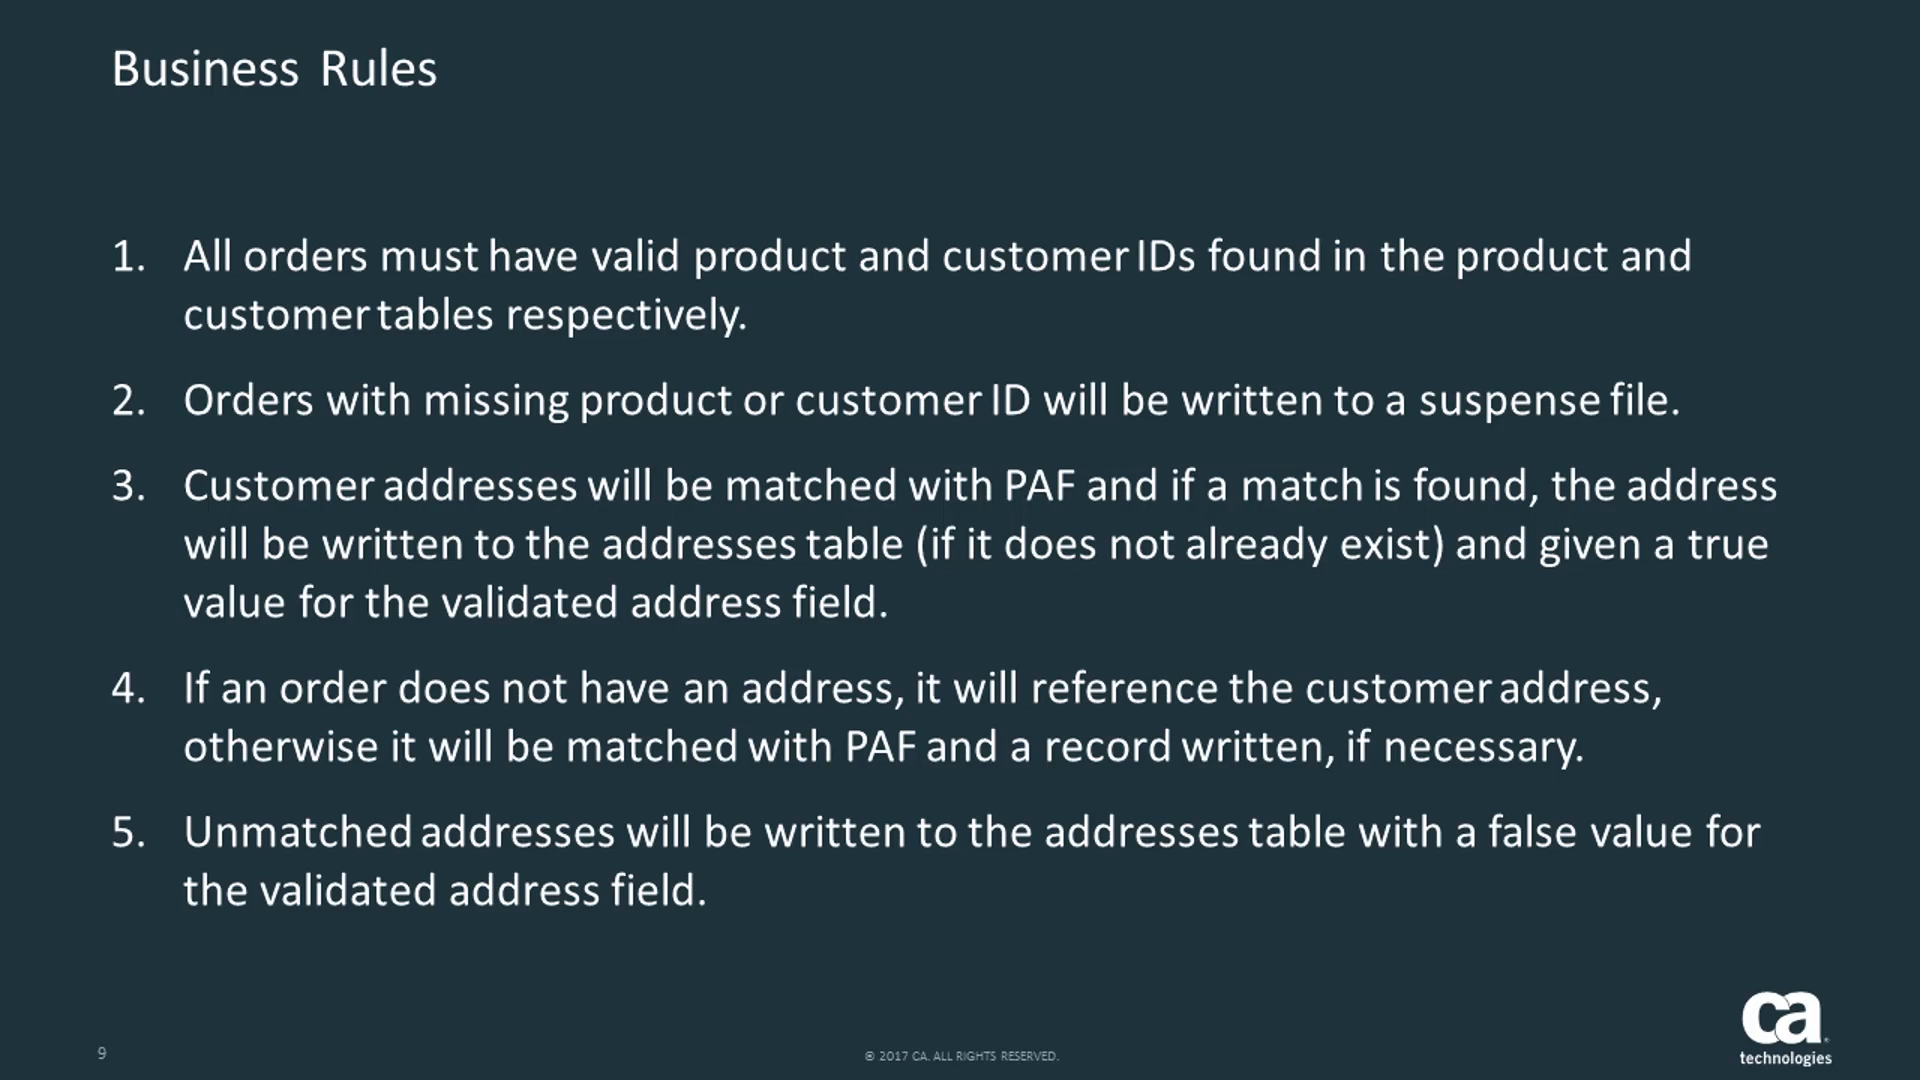 Business Rules
1. All orders must have valid product and customer IDs found in the product and
customer tables respectively.
2. Orders with missing product or customer ID will be written to a suspense file.
3. Customer addresses will be matched with PAF and if a match is found, the address
will be written to the addresses table (if it does not already exist) and given a true
value for the validated address field.
4. If an order does not have an address, it will reference the customer address,
otherwise it will be matched with PAF and a record written, if necessary.
5. Unmatched addresses will be written to the addresses table with a false value for
the validated address field.
9
© 2017 CA. ALL RIGHTS RESERVED.
ca
technologies